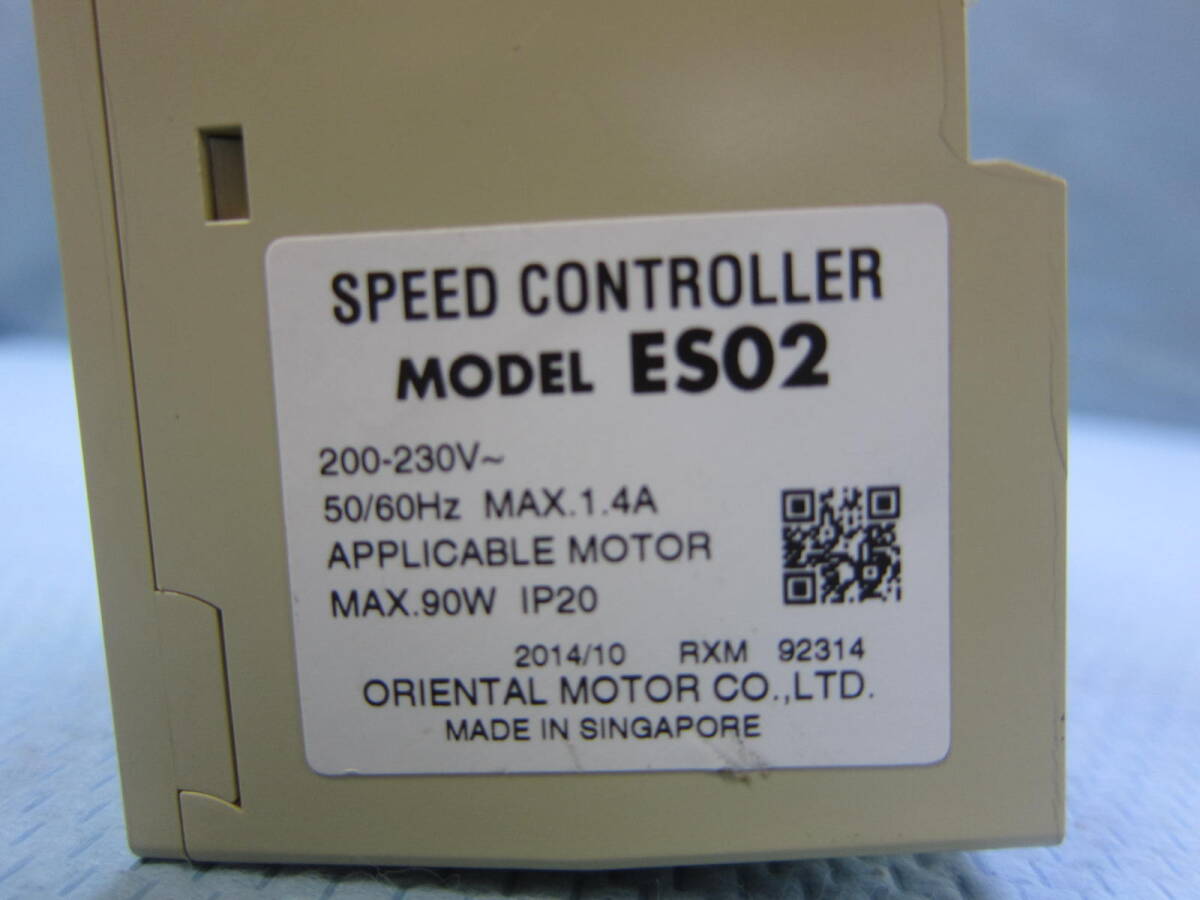 SPEED CONTROLLER
MODEL ES02
200-230V~
50/60Hz MAX.1.4A
APPLICABLE MOTOR
MAX.90W IP20
2014/10 RXM 92314
ORIENTAL MOTOR CO.,LTD.
MADE IN SINGAPORE